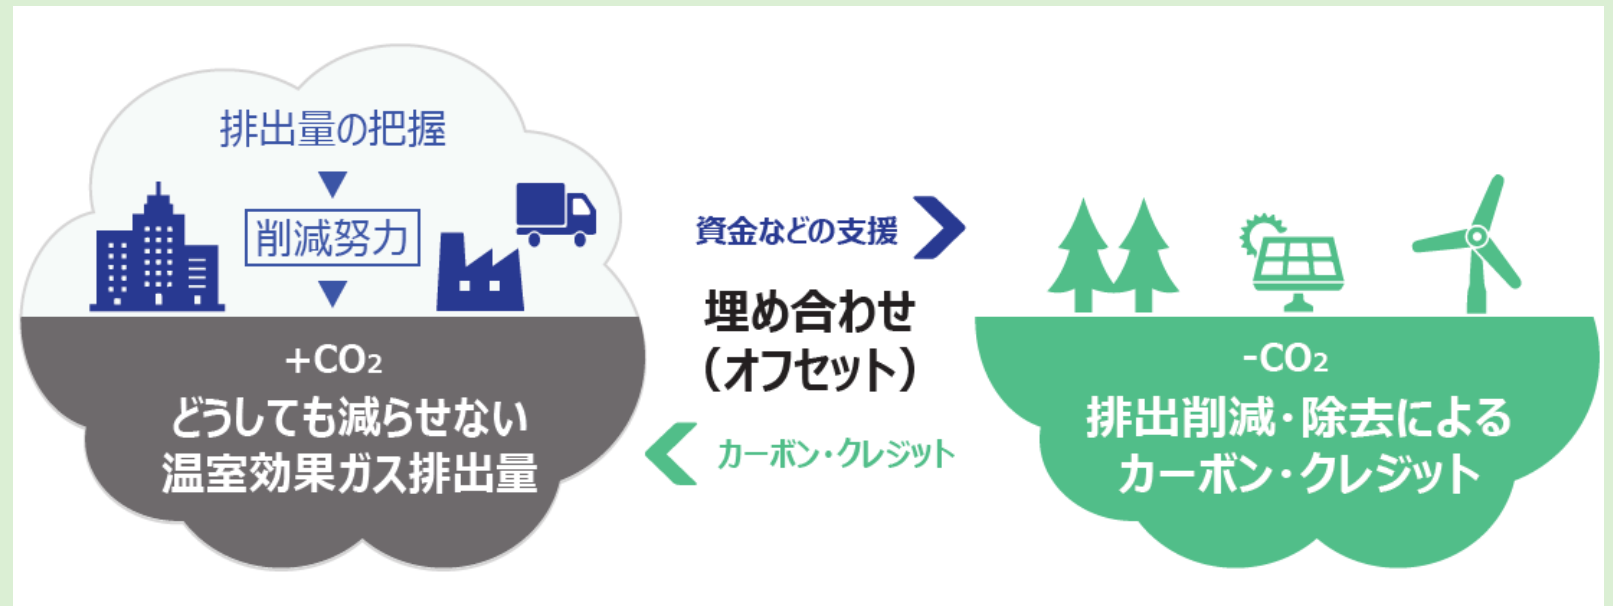 排出量の把握
削減努力
+CO₂
どうしても減らせない
温室効果ガス排出量
資金などの支援
埋め合わせ
（オフセット）
カーボン・クレジット
-CO₂
排出削減・除去による
カーボン・クレジット